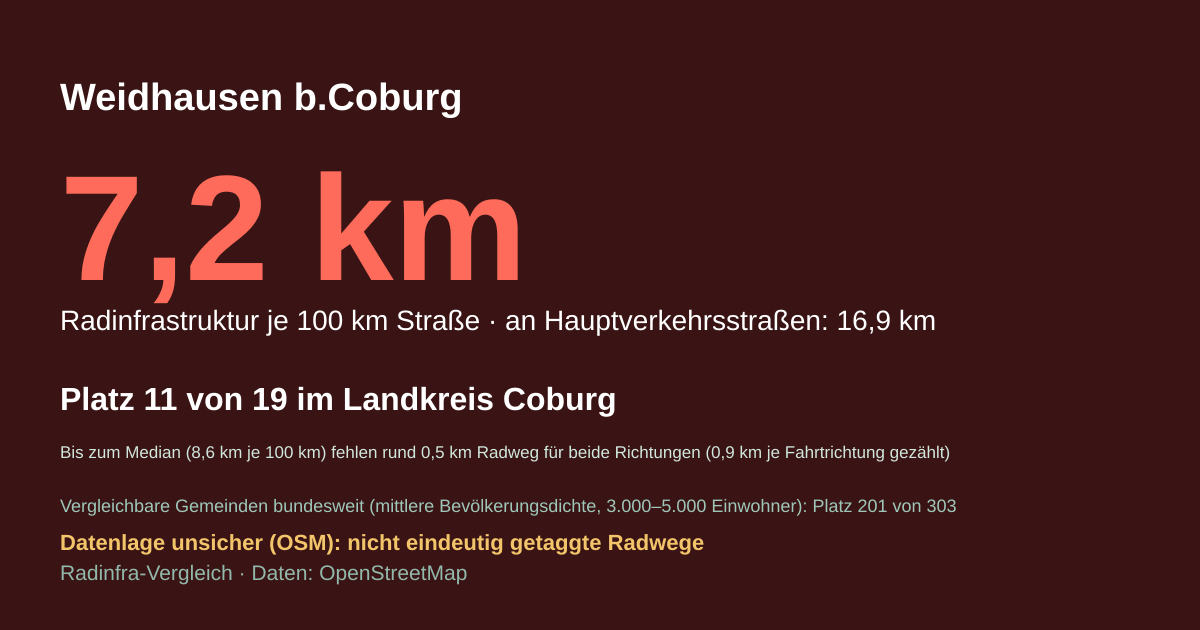 Weidhausen b.Coburg
7,2 km
Radinfrastruktur je 100 km Straße · an Hauptverkehrsstraßen: 16,9 km
Platz 11 von 19 im Landkreis Coburg
Bis zum Median (8,6 km je 100 km) fehlen rund 0,5 km Radweg für beide Richtungen (0,9 km je Fahrtrichtung gezählt)
Vergleichbare Gemeinden bundesweit (mittlere Bevölkerungsdichte, 3.000–5.000 Einwohner): Platz 201 von 303
Datenlage unsicher (OSM): nicht eindeutig getaggte Radwege
Radinfra-Vergleich · Daten: OpenStreetMap